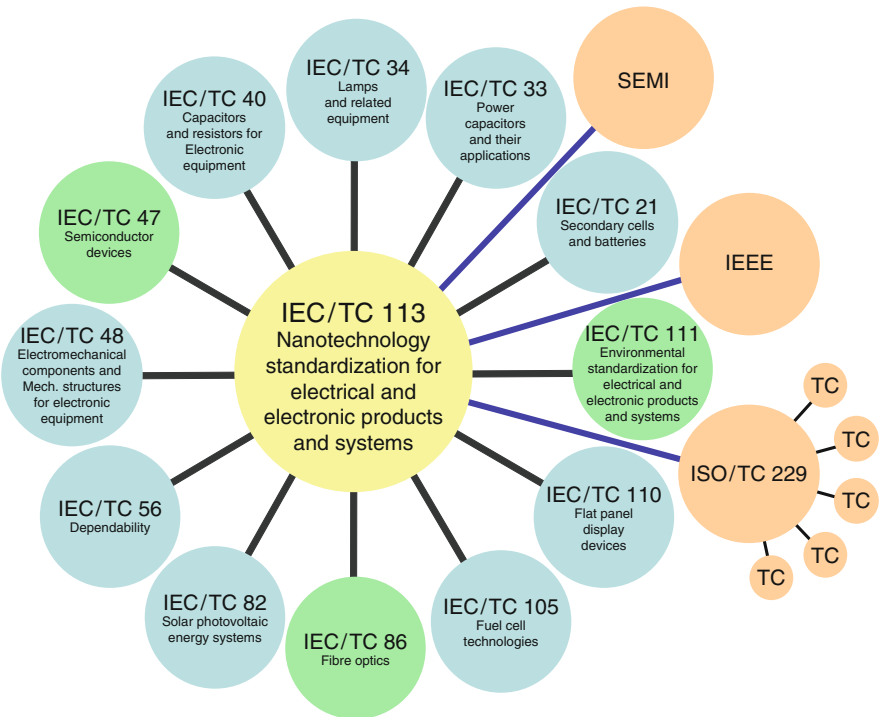 IEC/TC 34
Lamps
and related
equipment
IEC/TC 33
Power
capacitors
and their
applications
SEMI
IEC/TC 40
Capacitors
and resistors for
Electronic
equipment
IEC/TC 21
Secondary cells
and batteries
IEC/TC 47
Semiconductor
devices
IEEE
IEC/TC 113
Nanotechnology
standardization for
electrical and
electronic products
and systems
IEC/TC 48
Electromechanical
components and
Mech. structures
for electronic
equipment
IEC/TC 111
Environmental
standardization for
electrical and
electronic products
and systems
ISO/TC 229
TC
TC
TC
TC
TC
IEC/TC 56
Dependability
IEC/TC 110
Flat panel
display
devices
IEC/TC 82
Solar photovoltaic
energy systems
IEC/TC 86
Fibre optics
IEC/TC 105
Fuel cell
technologies